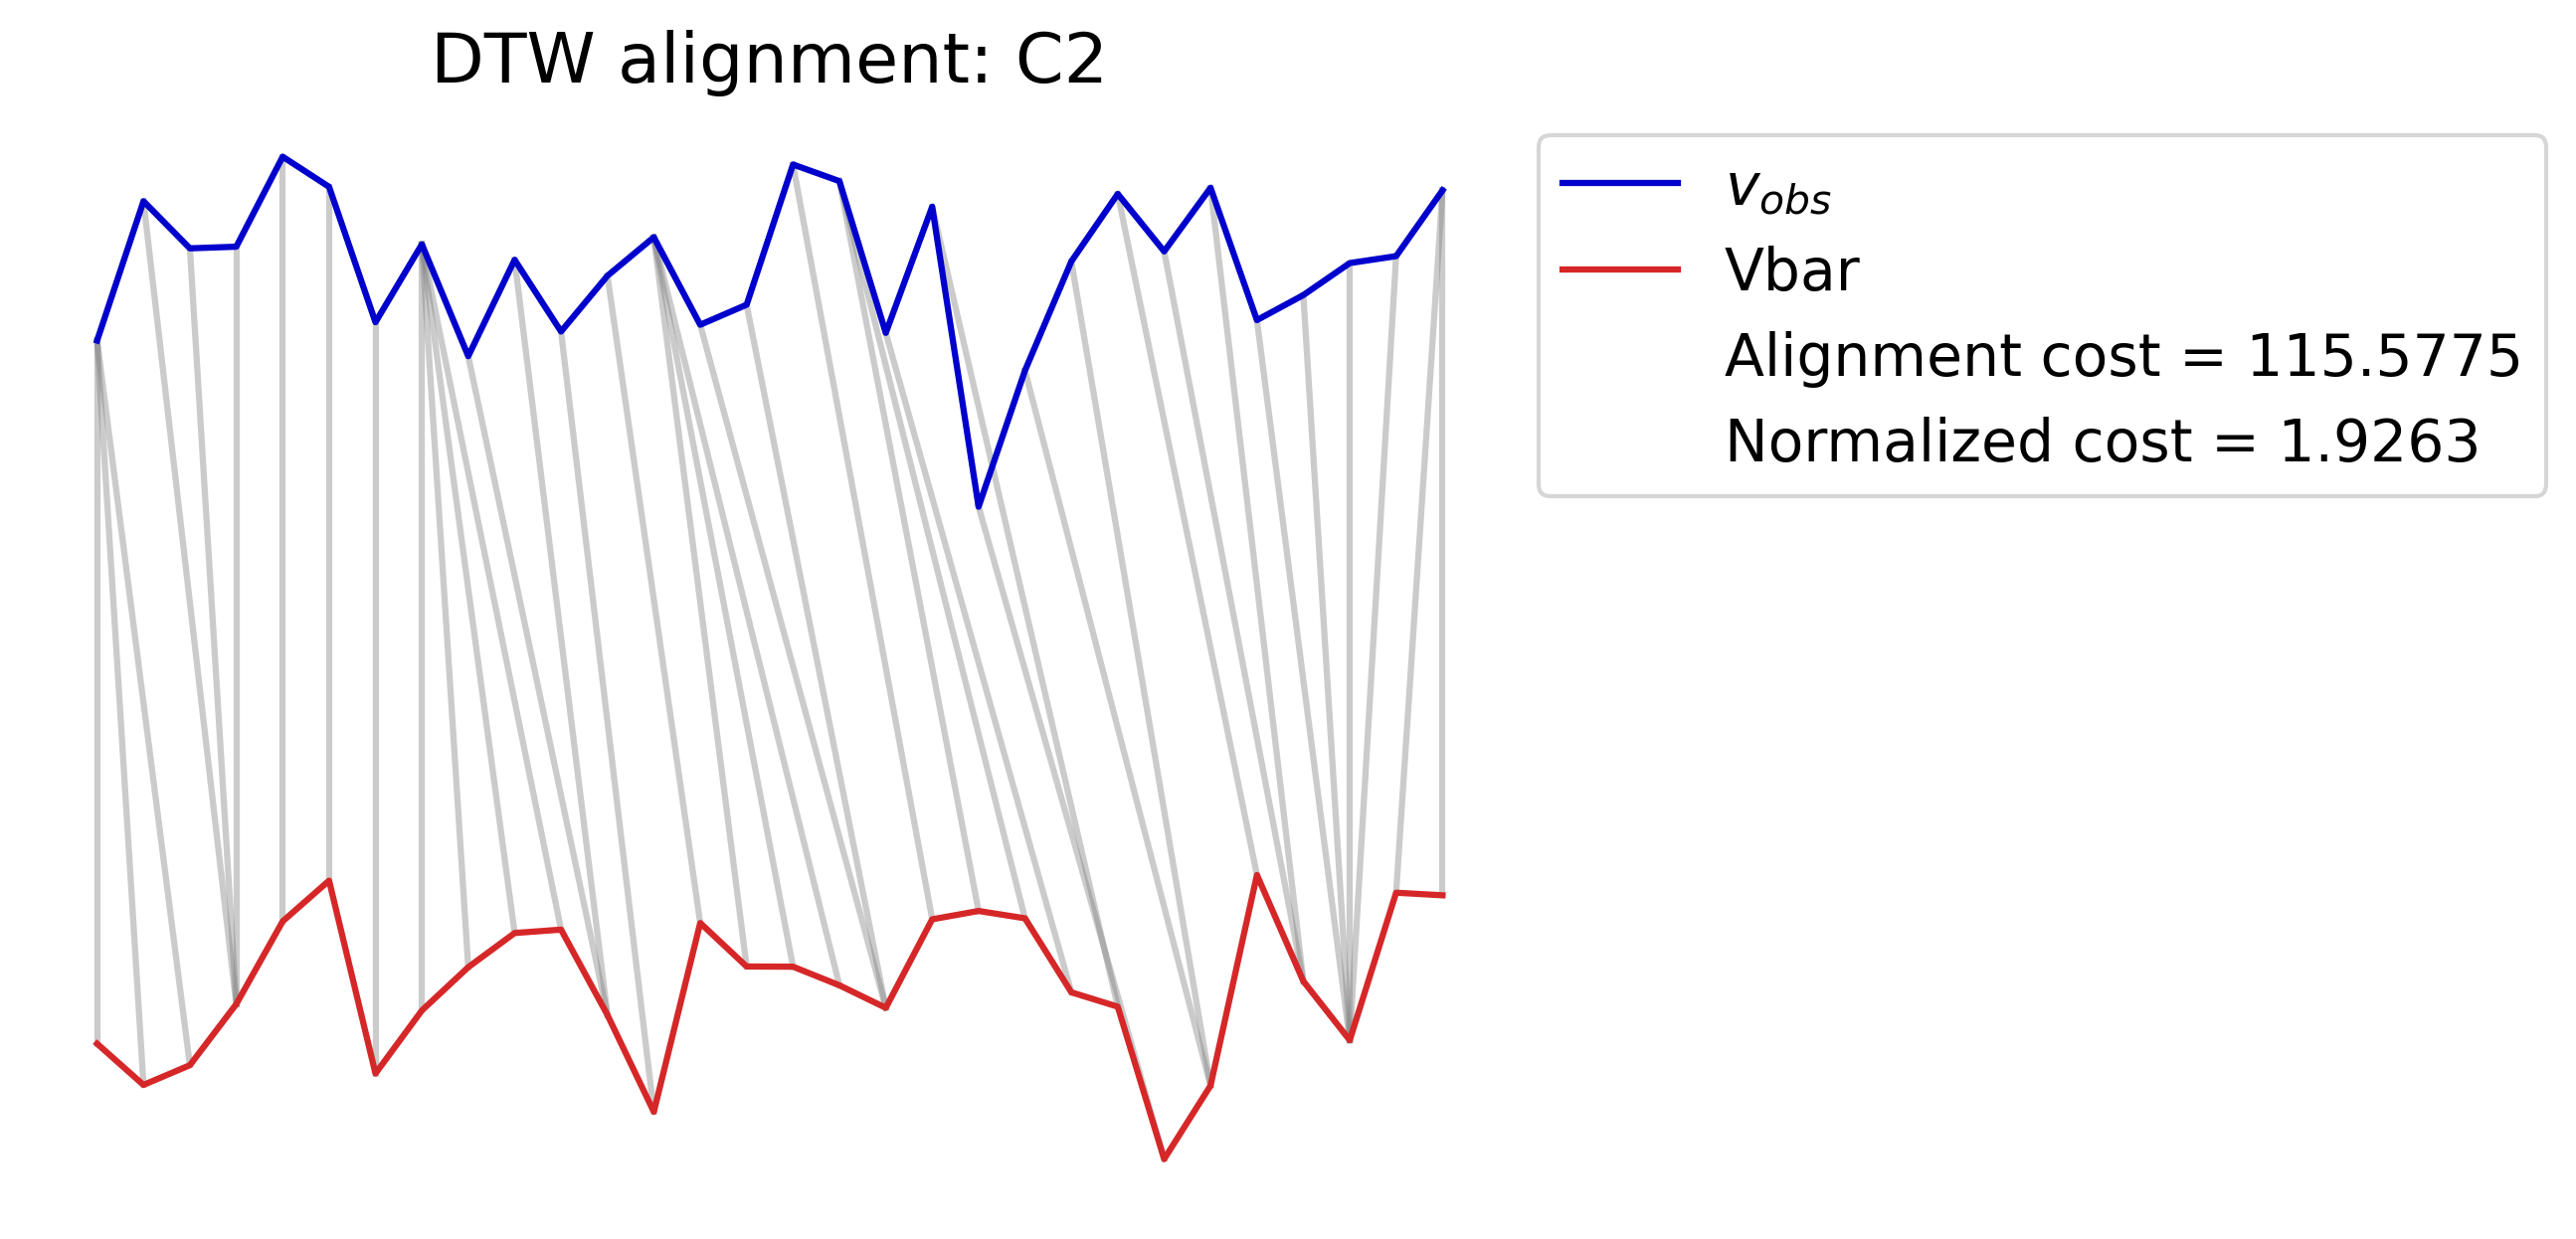 DTW alignment: C2
v_obs
Vbar
Alignment cost = 115.5775
Normalized cost = 1.9263